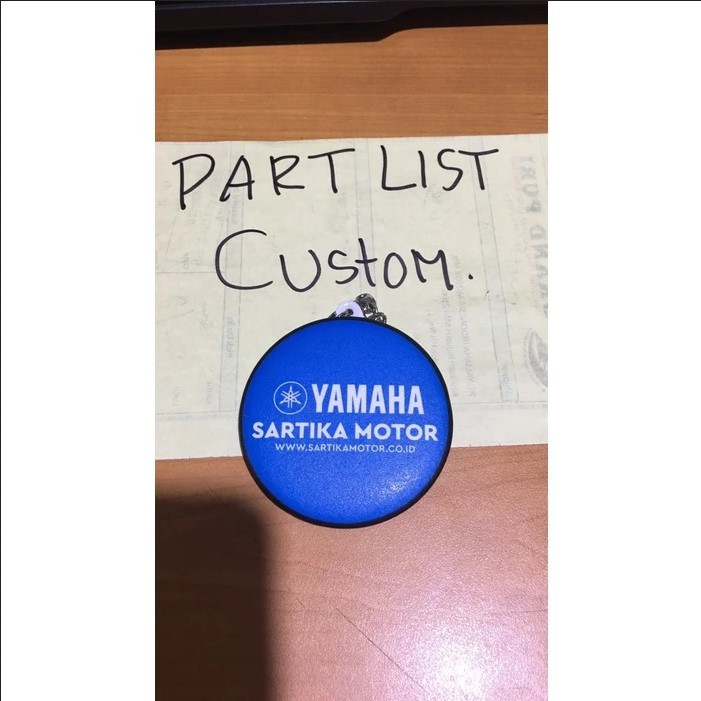 PART LIST
Custom.
YAMAHA
SARTIKA MOTOR
WWW.SARTIKAMOTOR.CO.ID